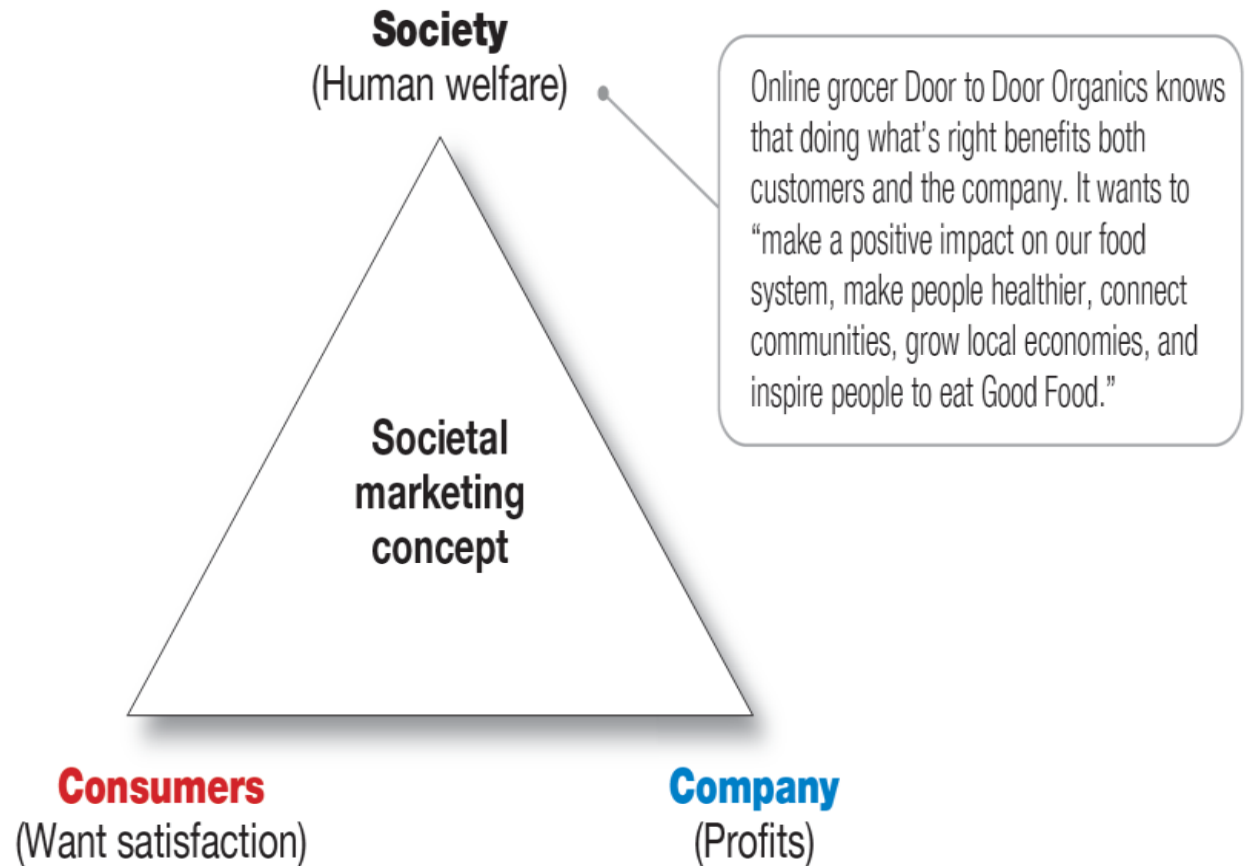 Society
(Human welfare)
Online grocer Door to Door Organics knows
that doing what’s right benefits both
customers and the company. It wants to
“make a positive impact on our food
system, make people healthier, connect
communities, grow local economies, and
inspire people to eat Good Food.”
Societal
marketing
concept
Consumers
(Want satisfaction)
Company
(Profits)